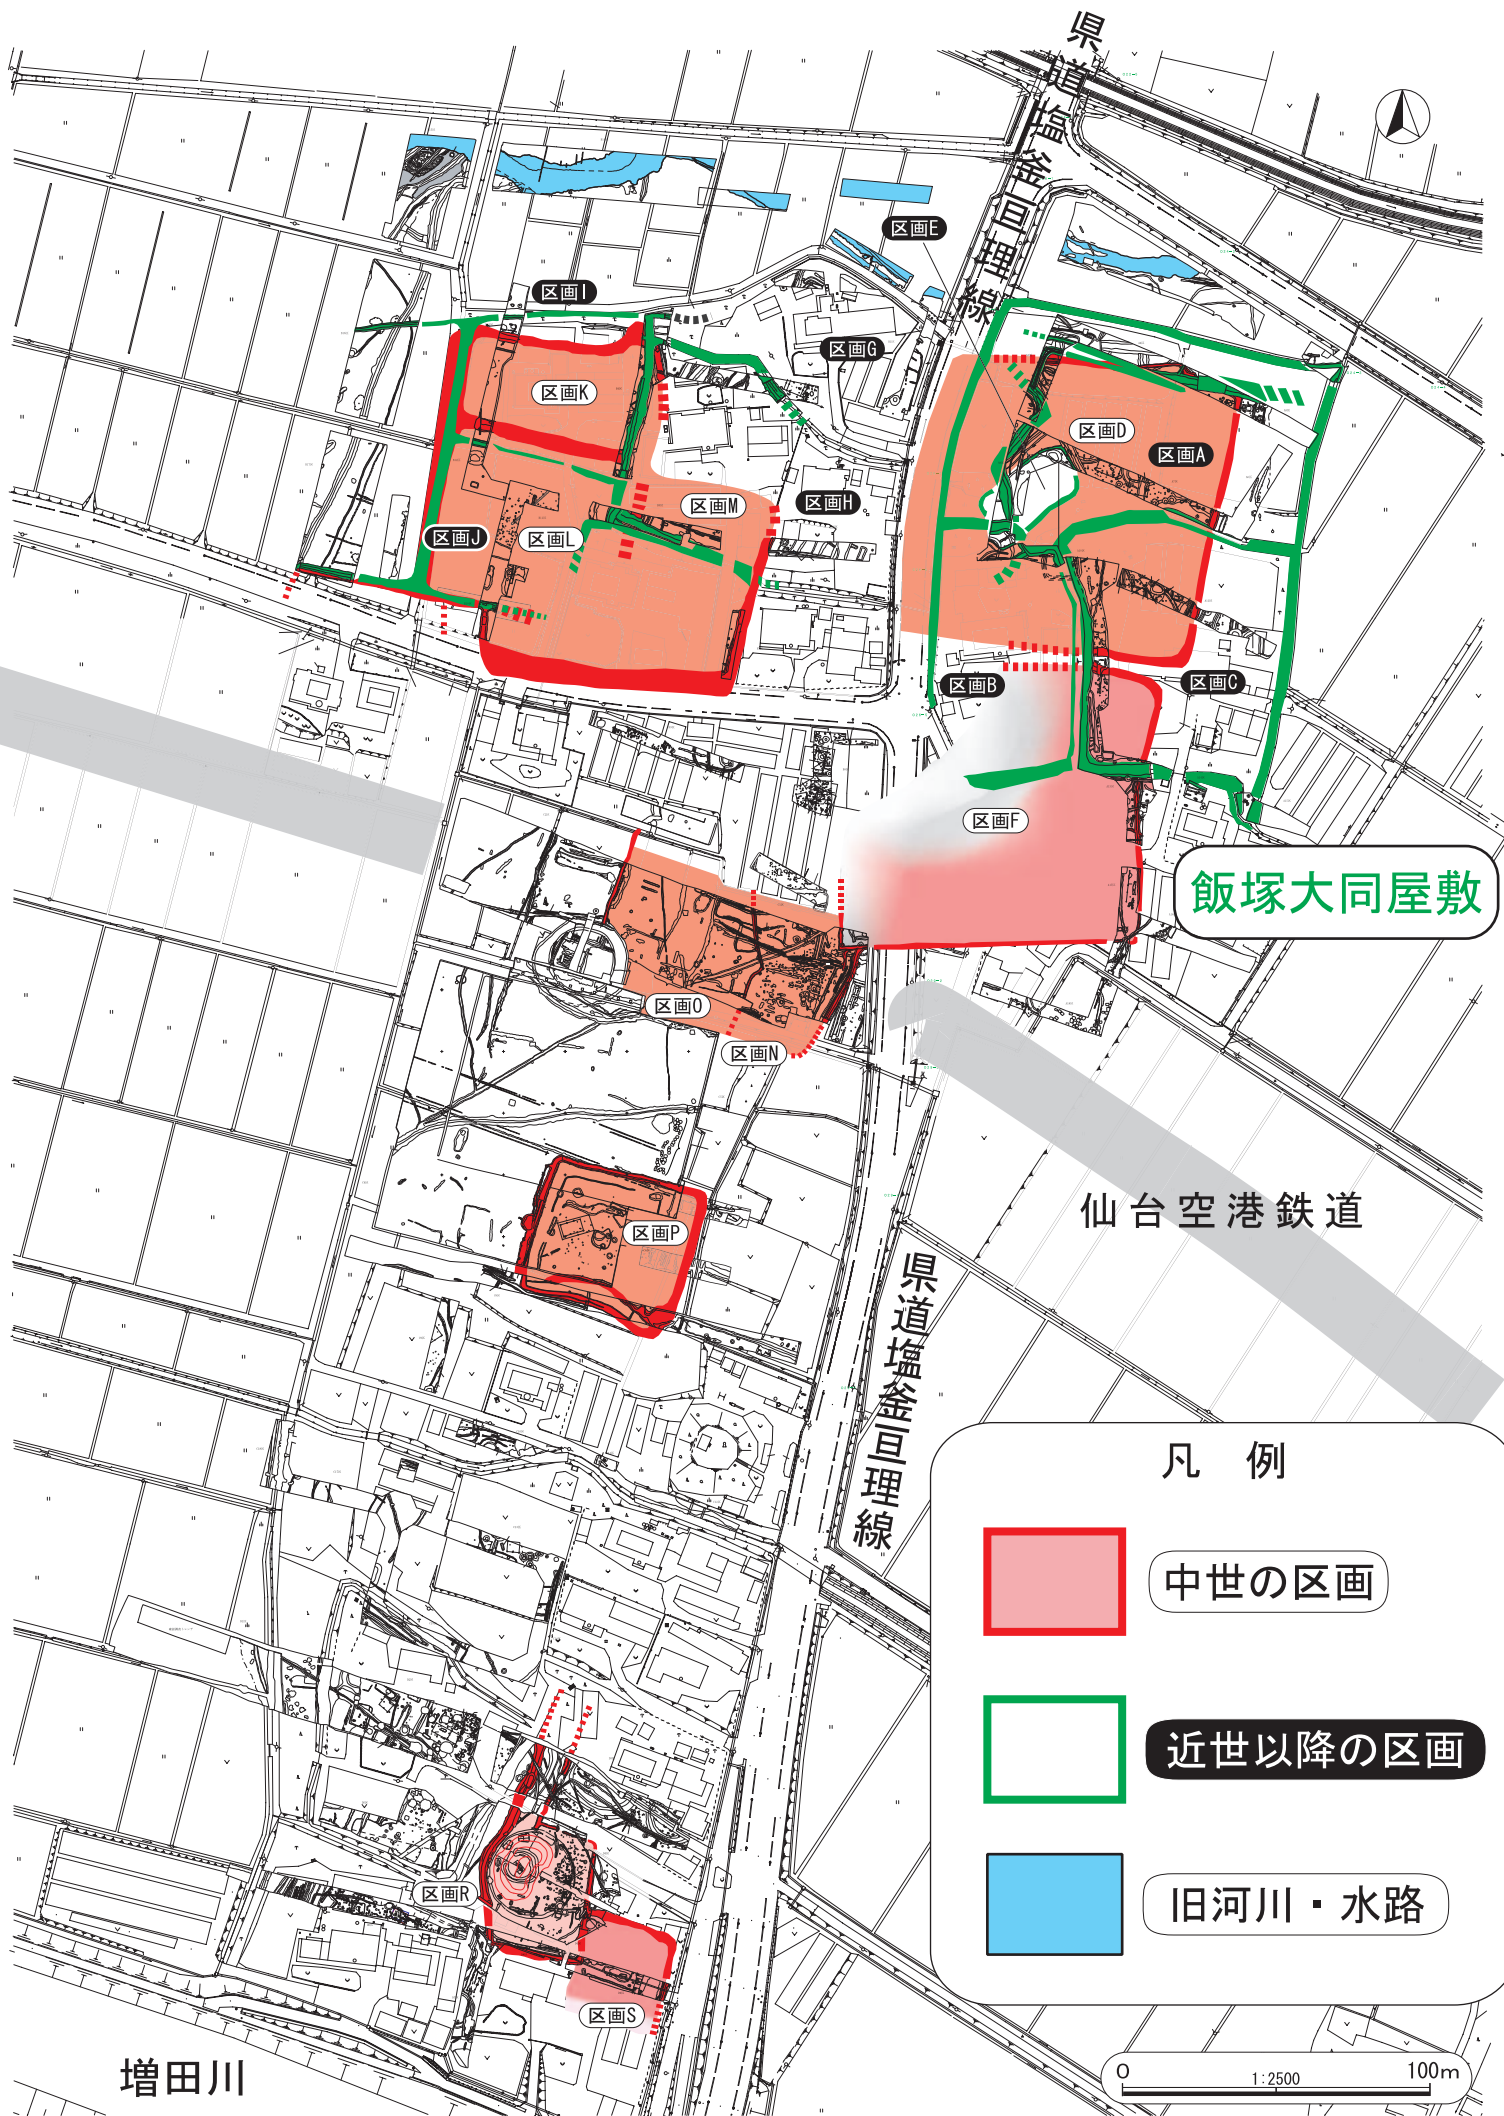 県道塩釜亘理線
区画E
区画I
区画G
区画K
区画D
区画A
区画M
区画H
区画J
区画L
区画B
区画C
区画F
飯塚大同屋敷
区画O
区画N
仙台空港鉄道
区画P
県道塩釜亘理線
凡 例
中世の区画
近世以降の区画
旧河川・水路
区画R
区画S
増田川
0
1:2500
100m